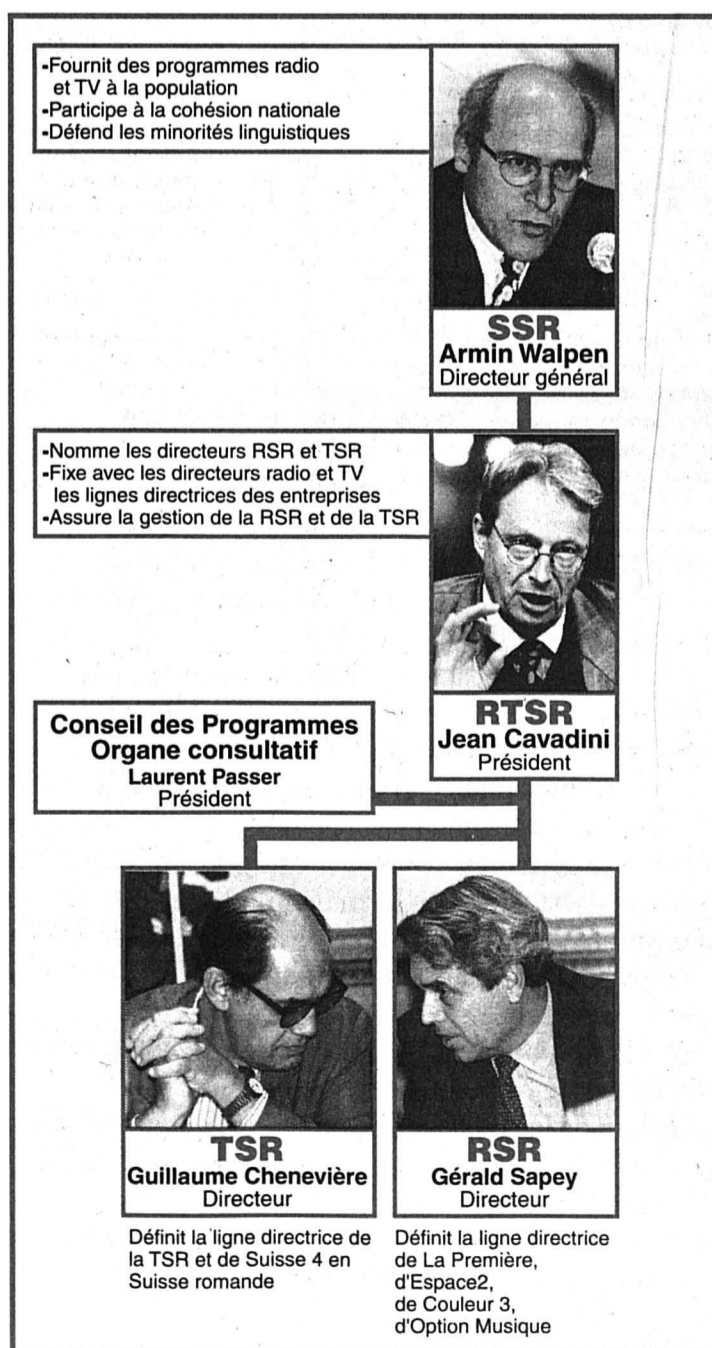 -Fournit des programmes radio
et TV à la population
-Participe à la cohésion nationale
-Défend les minorités linguistiques
SSR
Armin Walpen
Directeur général
-Nomme les directeurs RSR et TSR
-Fixe avec les directeurs radio et TV
les lignes directrices des entreprises
-Assure la gestion de la RSR et de la TSR
RTSR
Jean Cavadini
Président
Conseil des Programmes
Organe consultatif
Laurent Passer
Président
TSR
Guillaume Chenevière
Directeur
Définit la ligne directrice de
la TSR et de Suisse 4 en
Suisse romande
RSR
Gérald Sapey
Directeur
Définit la ligne directrice
de La Première,
d'Espace2,
de Couleur 3,
d'Option Musique